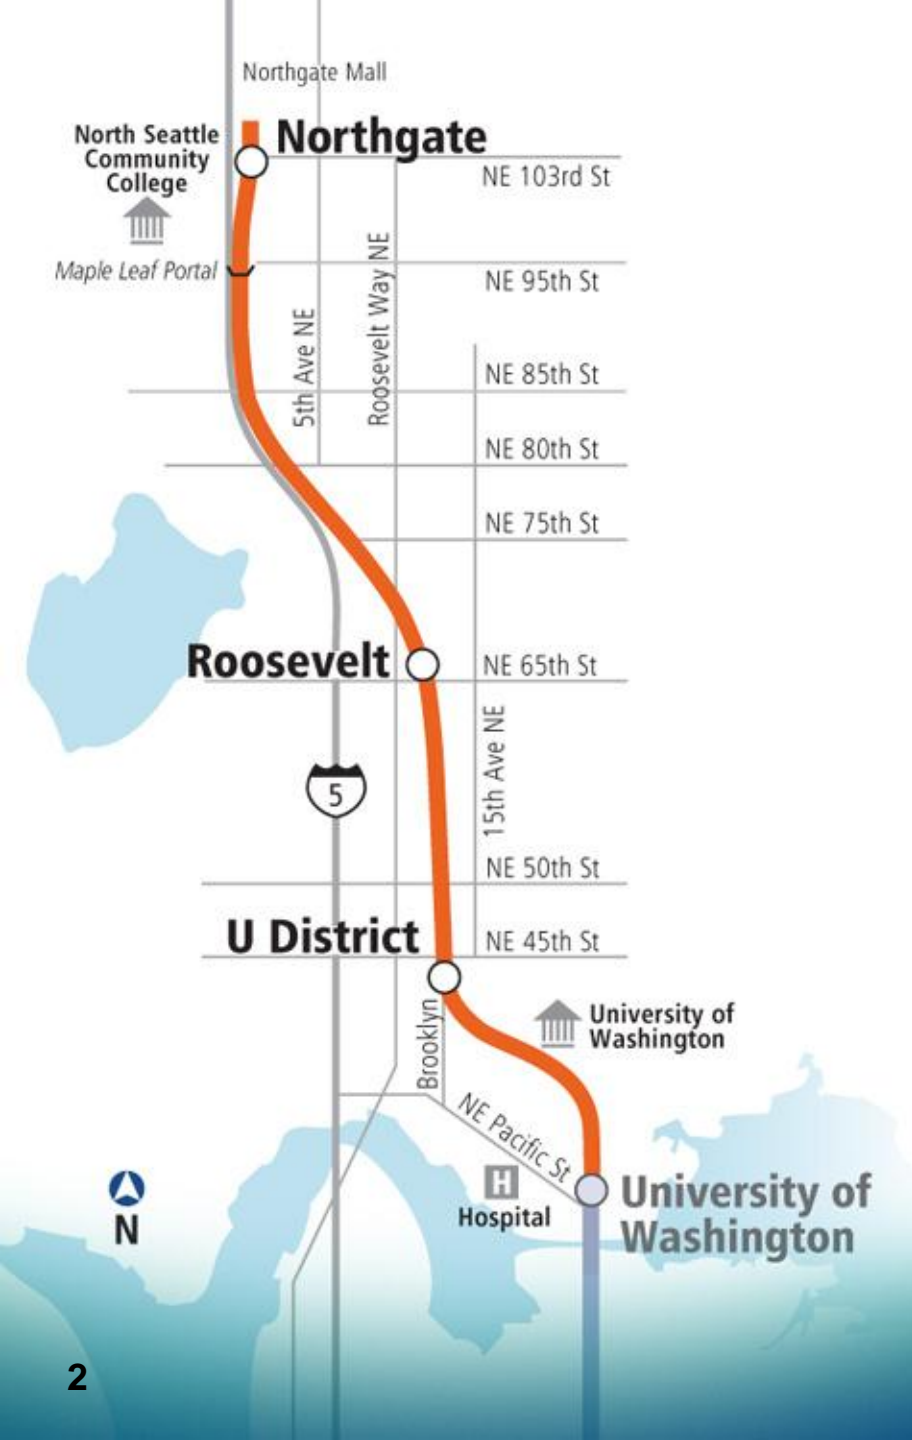 Northgate Mall
North Seattle
Community
College
Northgate
NE 103rd St
Maple Leaf Portal
NE 95th St
5th Ave NE
Roosevelt Way NE
NE 85th St
NE 80th St
NE 75th St
Roosevelt
NE 65th St
15th Ave NE
5
NE 50th St
U District
NE 45th St
Brooklyn
University of
Washington
NE Pacific St
H
Hospital
University of
Washington
N
2